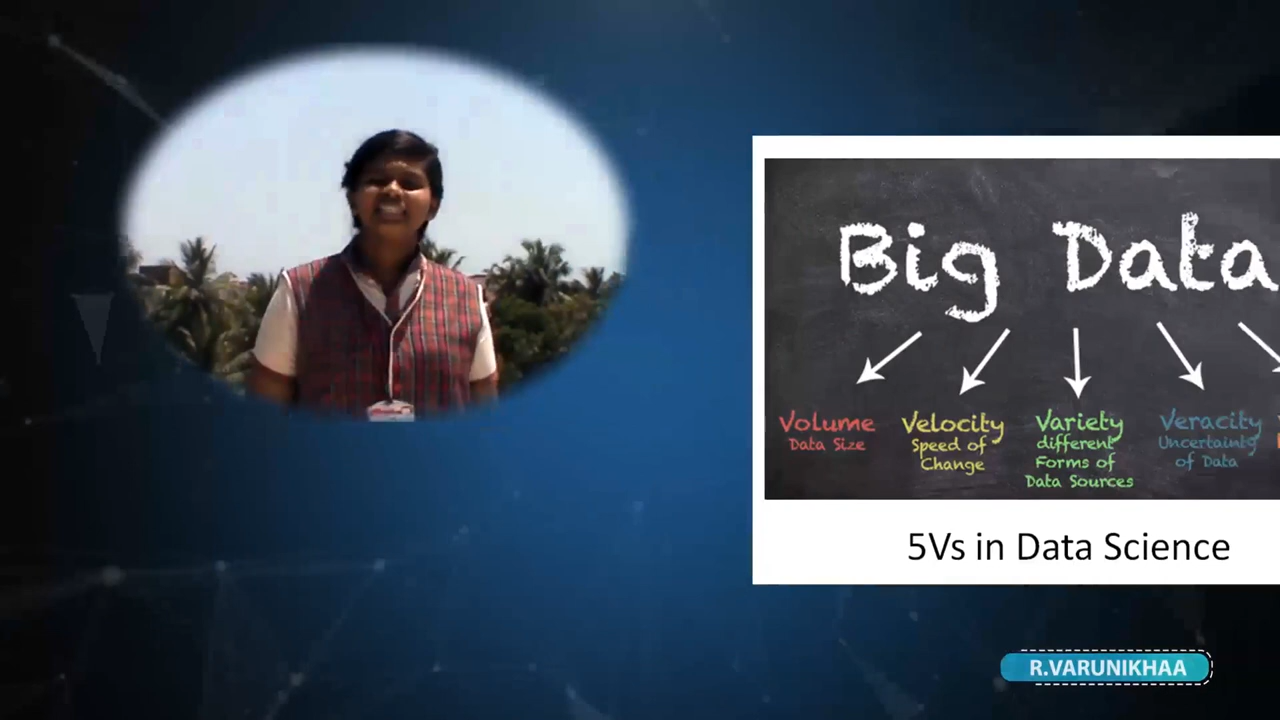 Big Data
Volume
Data Size
Velocity
Speed of
Change
Variety
different
Forms of
Data Sources
Veracity
Uncertainty
of Data
5Vs in Data Science
R.VARUNIKHAA